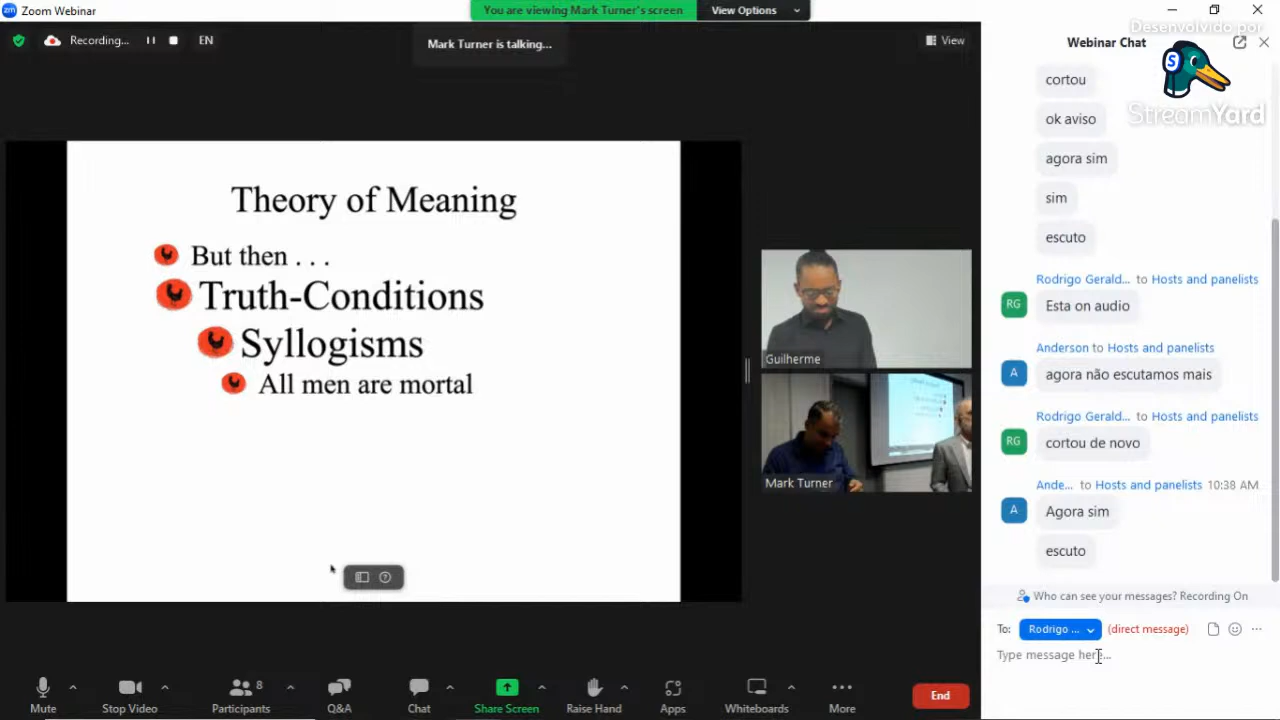 Zoom Webinar
You are viewing Mark Turner's screen
View Options
Recording...
EN
Mark Turner is talking...
View
Theory of Meaning
But then . . .
Truth-Conditions
Syllogisms
All men are mortal
Guilherme
Mark Turner
Webinar Chat
Desenvolvido por
StreamYard
cortou
ok aviso
agora sim
sim
escuto
Rodrigo Gerald... to Hosts and panelists
RG
Esta on audio
Anderson to Hosts and panelists
A
agora não escutamos mais
Rodrigo Gerald... to Hosts and panelists
RG
cortou de novo
Ande... to Hosts and panelists 10:38 AM
A
Agora sim
escuto
Who can see your messages? Recording On
To: Rodrigo ... (direct message)
Type message here...
Mute
Stop Video
8
Participants
Q&A
Chat
Share Screen
Raise Hand
Apps
Whiteboards
More
End